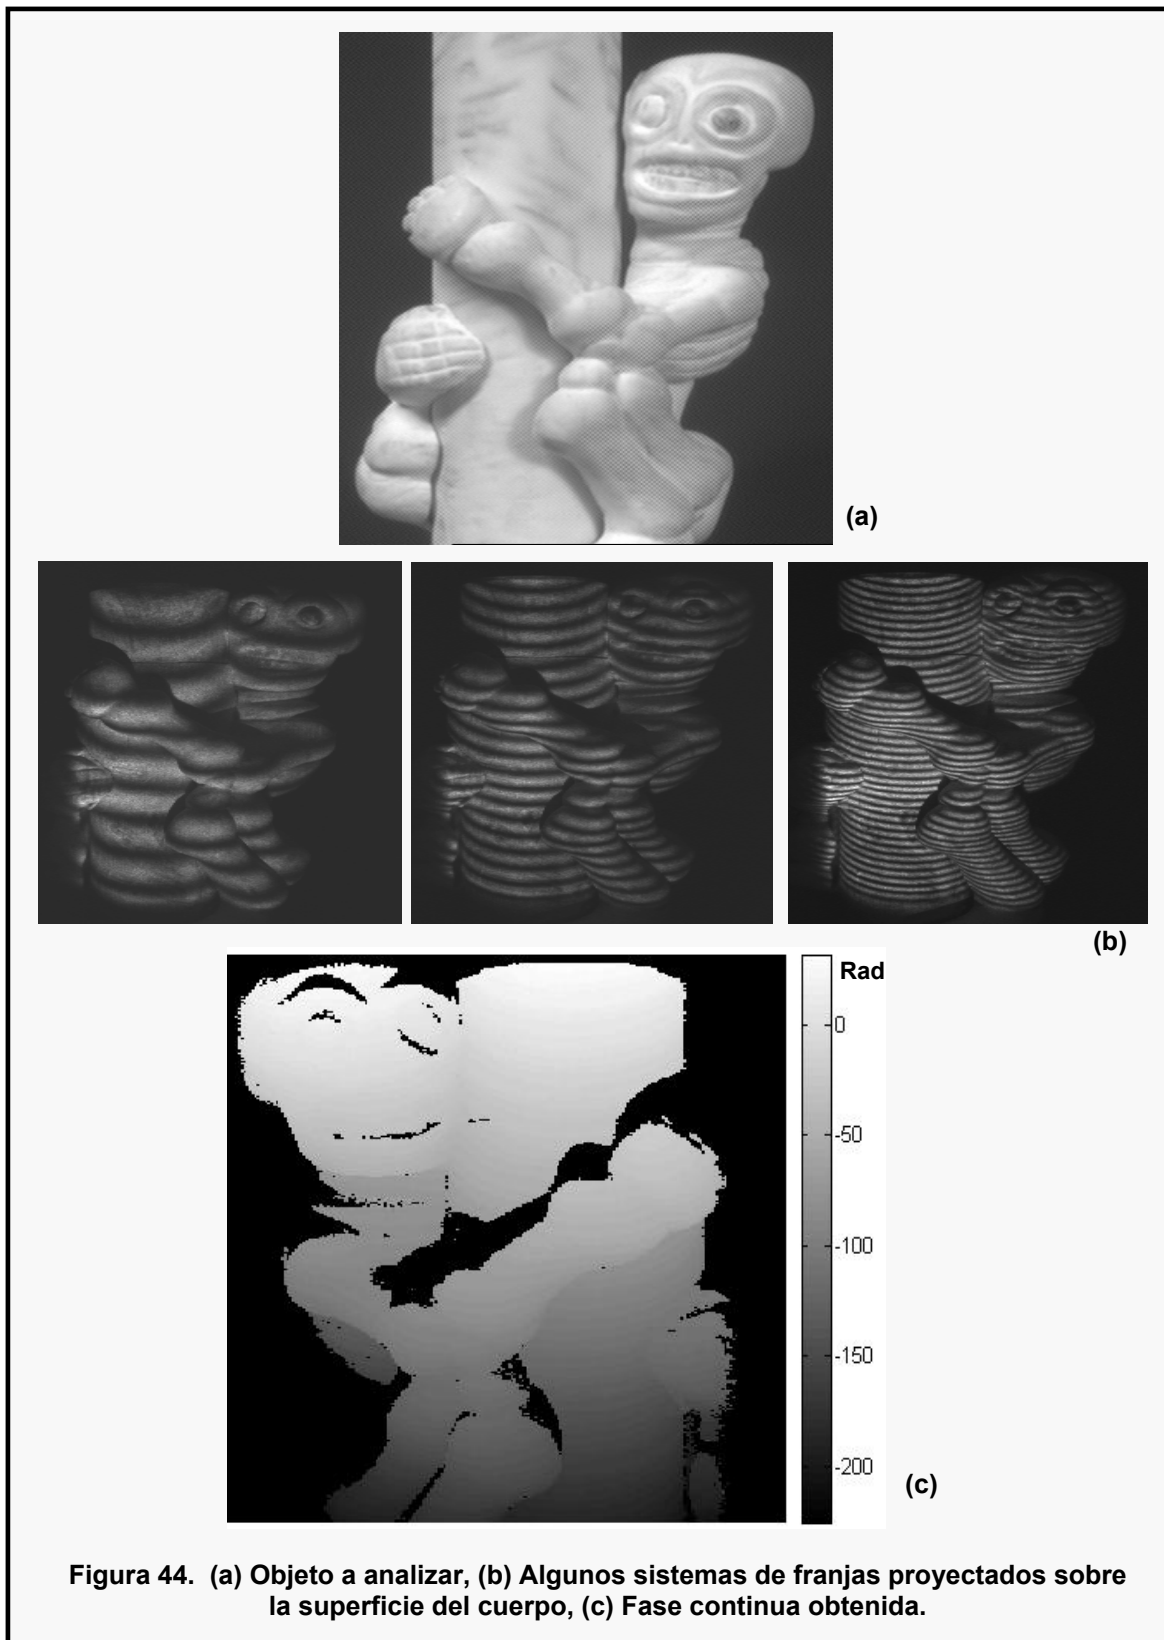 (a)
(b)
Rad
0
-50
-100
-150
-200
(c)
Figura 44.  (a) Objeto a analizar, (b) Algunos sistemas de franjas proyectados sobre
la superficie del cuerpo, (c) Fase continua obtenida.